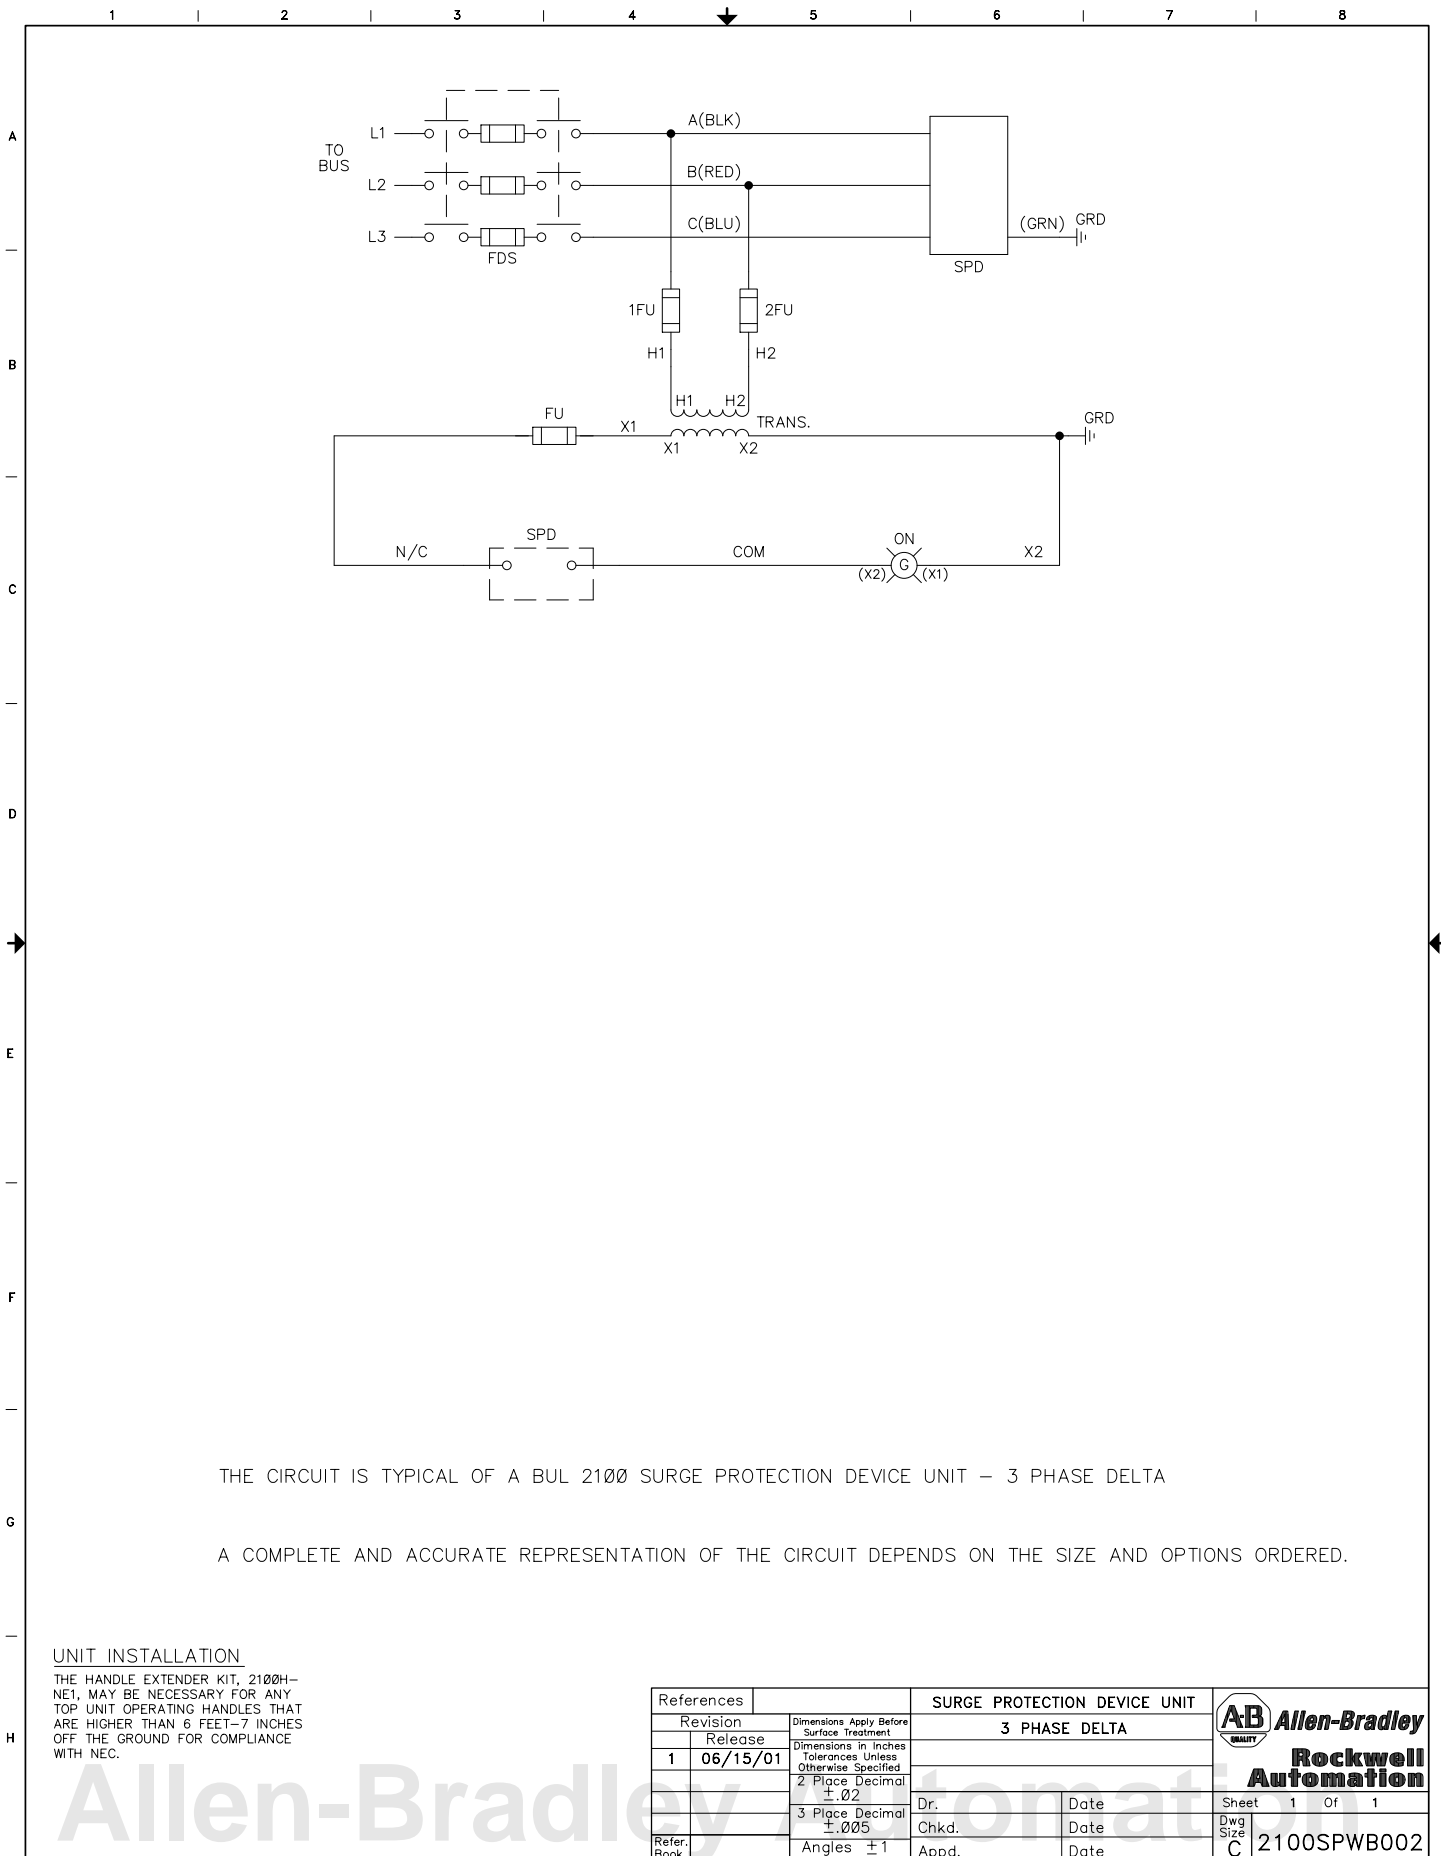 1 2 3 4 5 6 7 8
A
B
C
D
E
F
G
H
L1
TO
BUS
L2
L3
FDS
A(BLK)
B(RED)
C(BLU)
SPD
(GRN)
GRD
1FU
2FU
H1
H2
H1
H2
FU
X1
TRANS.
GRD
X1
X2
SPD
ON
N/C
COM
X2
(X2)
G
(X1)
THE CIRCUIT IS TYPICAL OF A BUL 2100 SURGE PROTECTION DEVICE UNIT – 3 PHASE DELTA
A COMPLETE AND ACCURATE REPRESENTATION OF THE CIRCUIT DEPENDS ON THE SIZE AND OPTIONS ORDERED.
UNIT INSTALLATION
THE HANDLE EXTENDER KIT, 2100H–
NE1, MAY BE NECESSARY FOR ANY
TOP UNIT OPERATING HANDLES THAT
ARE HIGHER THAN 6 FEET–7 INCHES
OFF THE GROUND FOR COMPLIANCE
WITH NEC.
References
Revision
Release
1 06/15/01
Refer.
Book
Dimensions Apply Before
Surface Treatment
Dimensions in Inches
Tolerances Unless
Otherwise Specified
2 Place Decimal
±.02
3 Place Decimal
±.005
Angles ±1
SURGE PROTECTION DEVICE UNIT
3 PHASE DELTA
Dr. Date
Chkd. Date
Appd. Date
A-B
QUALITY
Allen-Bradley
Rockwell
Automation
Sheet 1 Of 1
Dwg
Size
C
2100SPWB002
Allen-Bradley Automation